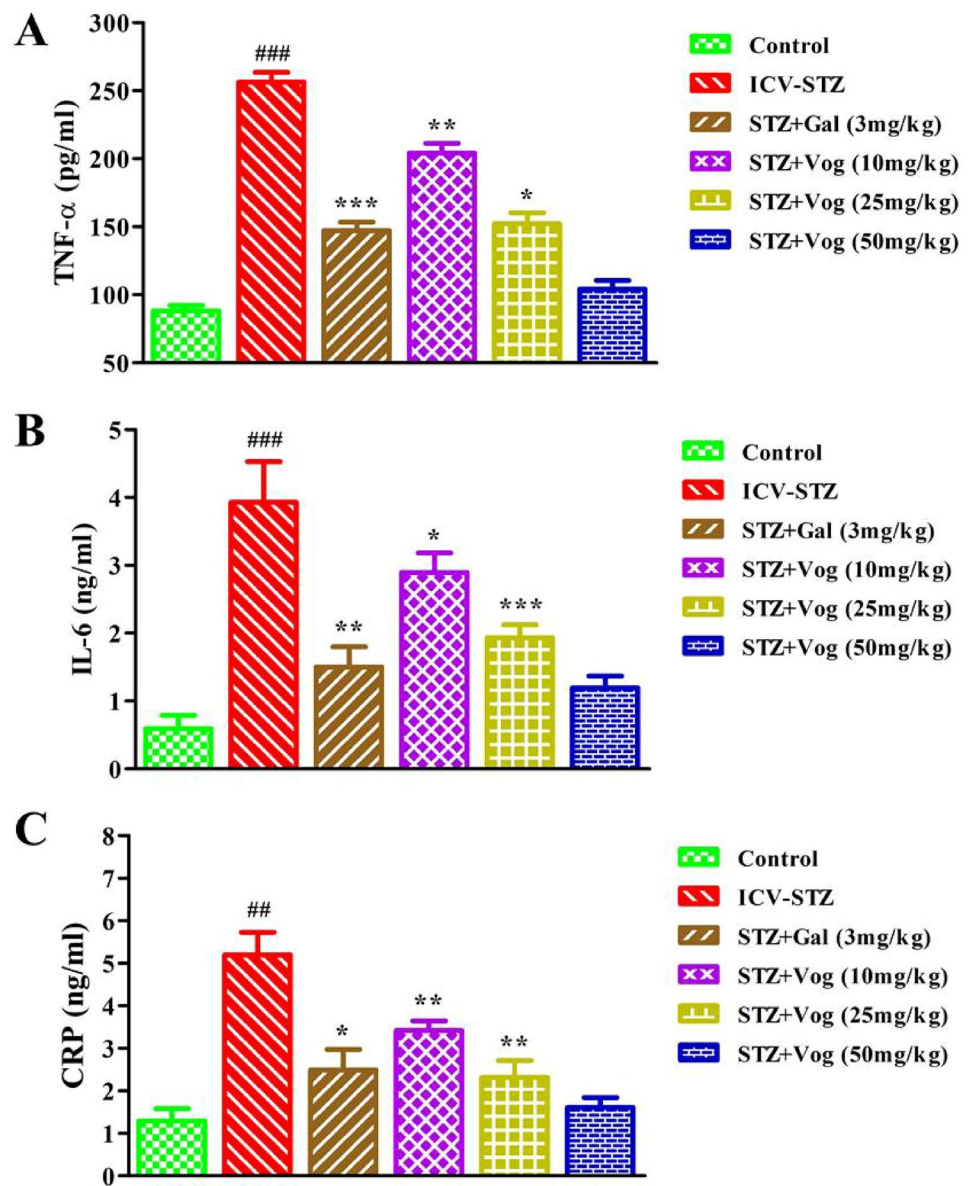 A
TNF-α (pg/ml)
300
250
200
150
100
50
###
***
**
*
Control
ICV-STZ
STZ+Gal (3mg/kg)
STZ+Vog (10mg/kg)
STZ+Vog (25mg/kg)
STZ+Vog (50mg/kg)
B
IL-6 (ng/ml)
5
4
3
2
1
0
###
**
*
***
Control
ICV-STZ
STZ+Gal (3mg/kg)
STZ+Vog (10mg/kg)
STZ+Vog (25mg/kg)
STZ+Vog (50mg/kg)
C
CRP (ng/ml)
8
7
6
5
4
3
2
1
0
##
*
**
**
Control
ICV-STZ
STZ+Gal (3mg/kg)
STZ+Vog (10mg/kg)
STZ+Vog (25mg/kg)
STZ+Vog (50mg/kg)